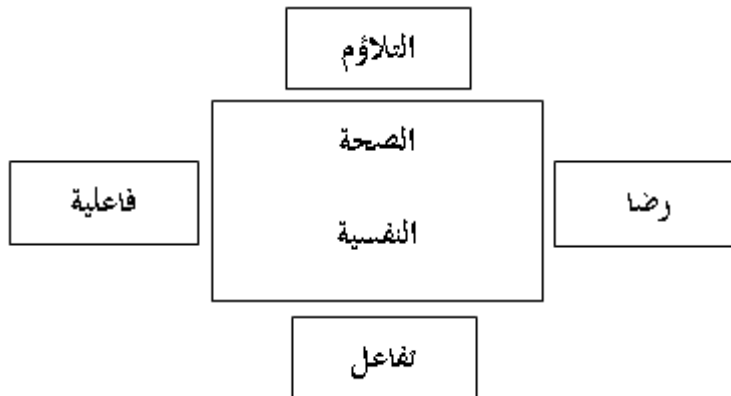 التلاؤم
الصحة
رضا
فاعلية
النفسية
تفاعل